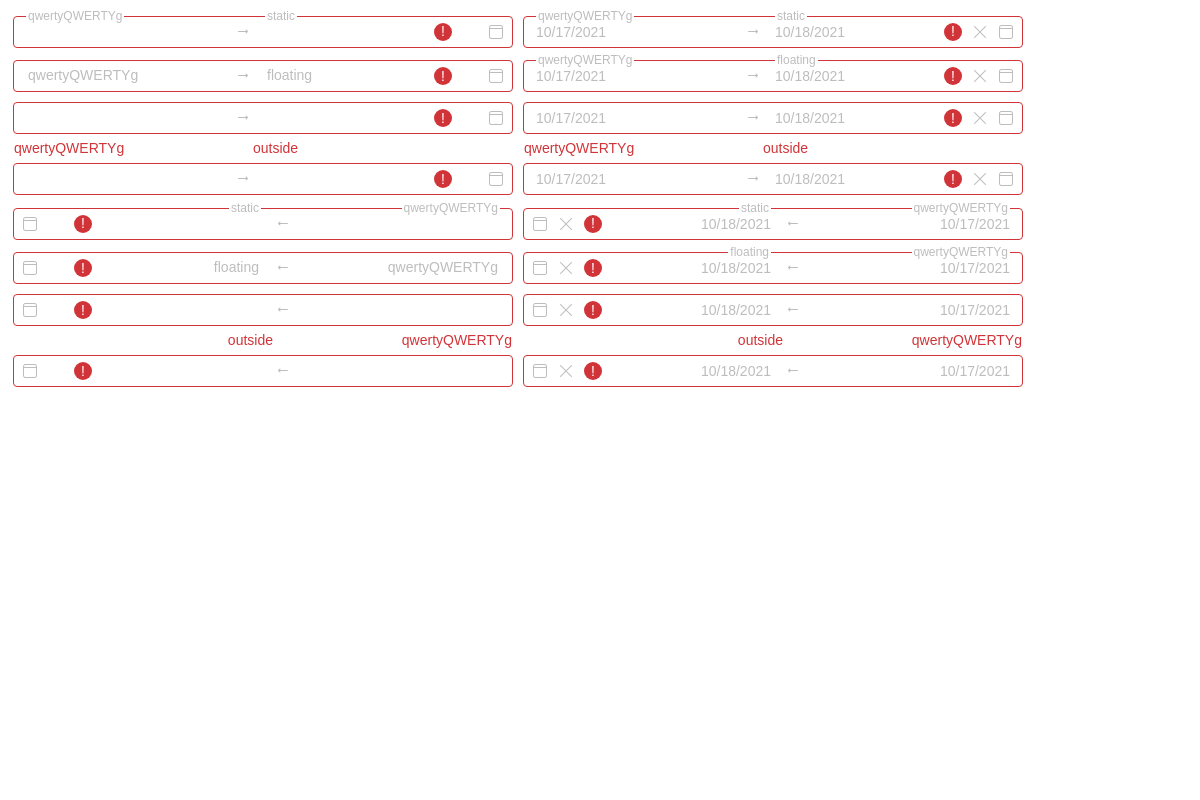 qwertyQWERTYg static qwertyQWERTYg static
→ ! 10/17/2021 → 10/18/2021 !
qwertyQWERTYg floating
qwertyQWERTYg → floating ! 10/17/2021 → 10/18/2021 !
→ ! 10/17/2021 → 10/18/2021 !
qwertyQWERTYg outside qwertyQWERTYg outside
→ ! 10/17/2021 → 10/18/2021 !
static qwertyQWERTYg static qwertyQWERTYg
! ← ! 10/18/2021 ← 10/17/2021
floating qwertyQWERTYg
! floating ← qwertyQWERTYg ! 10/18/2021 ← 10/17/2021
! ← ! 10/18/2021 ← 10/17/2021
outside qwertyQWERTYg outside qwertyQWERTYg
! ← ! 10/18/2021 ← 10/17/2021